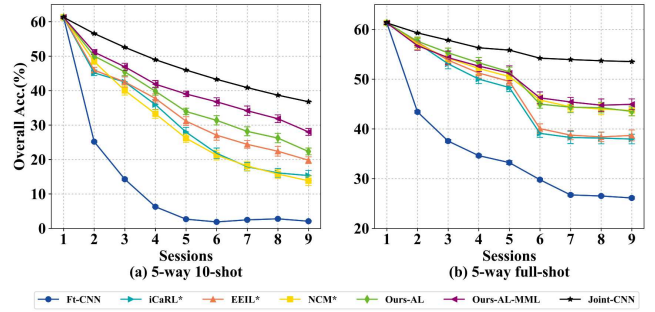 Overall Acc.(%)
60
50
40
30
20
10
0
1 2 3 4 5 6 7 8 9
Sessions
(a) 5-way 10-shot
60
50
40
30
20
1 2 3 4 5 6 7 8 9
Sessions
(b) 5-way full-shot
Ft-CNN iCaRL* EEIL* NCM* Ours-AL Ours-AL-MML Joint-CNN